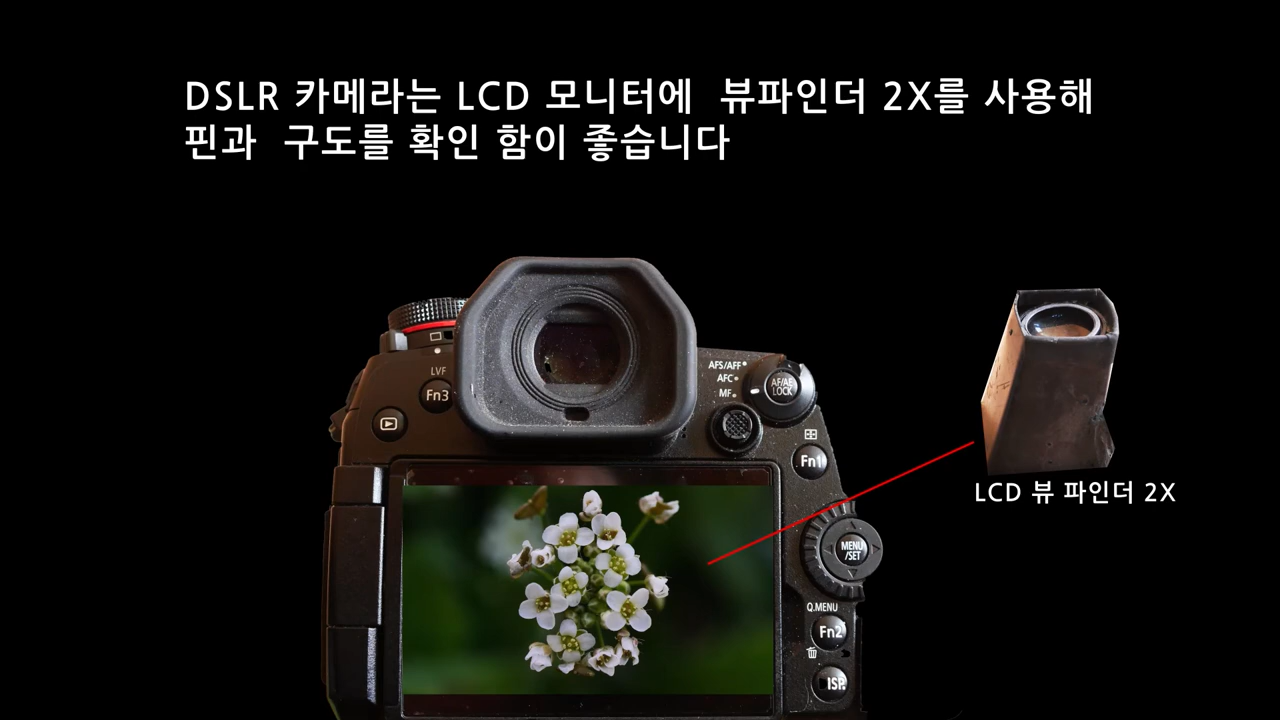 DSLR 카메라는 LCD 모니터에 뷰파인더 2X를 사용해
핀과 구도를 확인 함이 좋습니다
LVF
Fn3
AFS/AFF
AFC
MF
AF/AE
LOCK
Fn1
LCD 뷰 파인더 2X
MENU
/SET
Q.MENU
Fn2